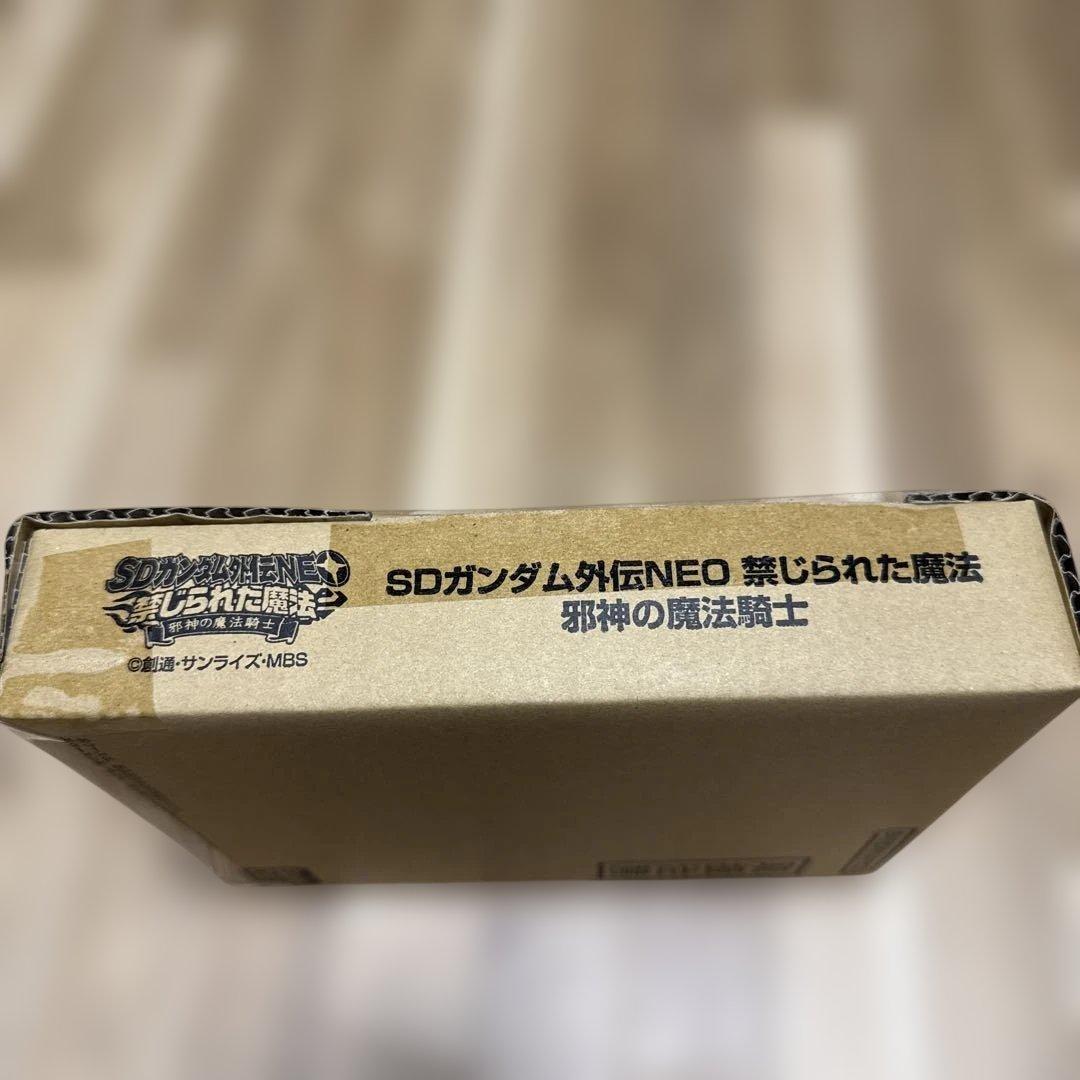 SDガンダム外伝NEO
禁じられた魔法
邪神の魔法騎士
©創通・サンライズ・MBS
SDガンダム外伝NEO 禁じられた魔法
邪神の魔法騎士